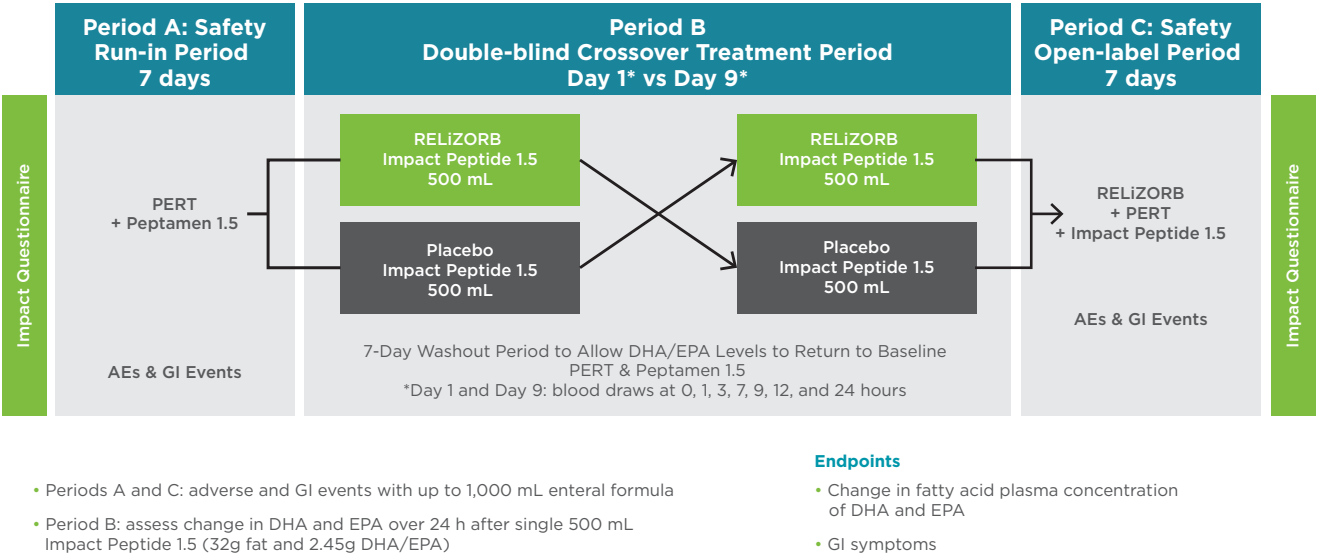 Impact Questionnaire
Period A: Safety
Run-in Period
7 days
PERT
+ Peptamen 1.5
AEs & GI Events
Period B
Double-blind Crossover Treatment Period
Day 1* vs Day 9*
RELiZORB
Impact Peptide 1.5
500 mL
Placebo
Impact Peptide 1.5
500 mL
RELiZORB
Impact Peptide 1.5
500 mL
Placebo
Impact Peptide 1.5
500 mL
7-Day Washout Period to Allow DHA/EPA Levels to Return to Baseline
PERT & Peptamen 1.5
*Day 1 and Day 9: blood draws at 0, 1, 3, 7, 9, 12, and 24 hours
Period C: Safety
Open-label Period
7 days
RELiZORB
+ PERT
+ Impact Peptide 1.5
AEs & GI Events
Impact Questionnaire
• Periods A and C: adverse and GI events with up to 1,000 mL enteral formula
• Period B: assess change in DHA and EPA over 24 h after single 500 mL
Impact Peptide 1.5 (32g fat and 2.45g DHA/EPA)
Endpoints
• Change in fatty acid plasma concentration
of DHA and EPA
• GI symptoms